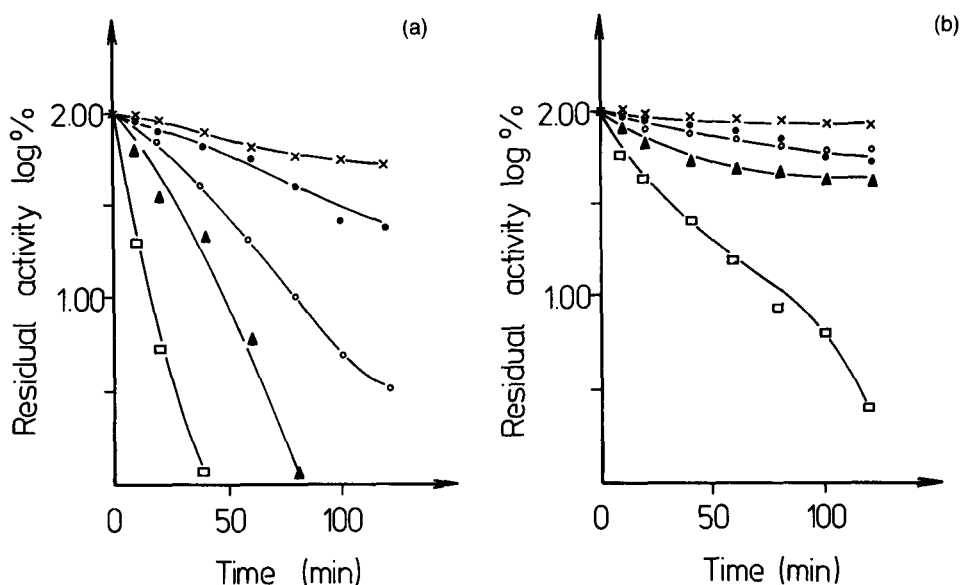 (a)
Residual activity log%
2.00
1.00
0
50
100
Time (min)
(b)
Residual activity log%
2.00
1.00
0
50
100
Time (min)